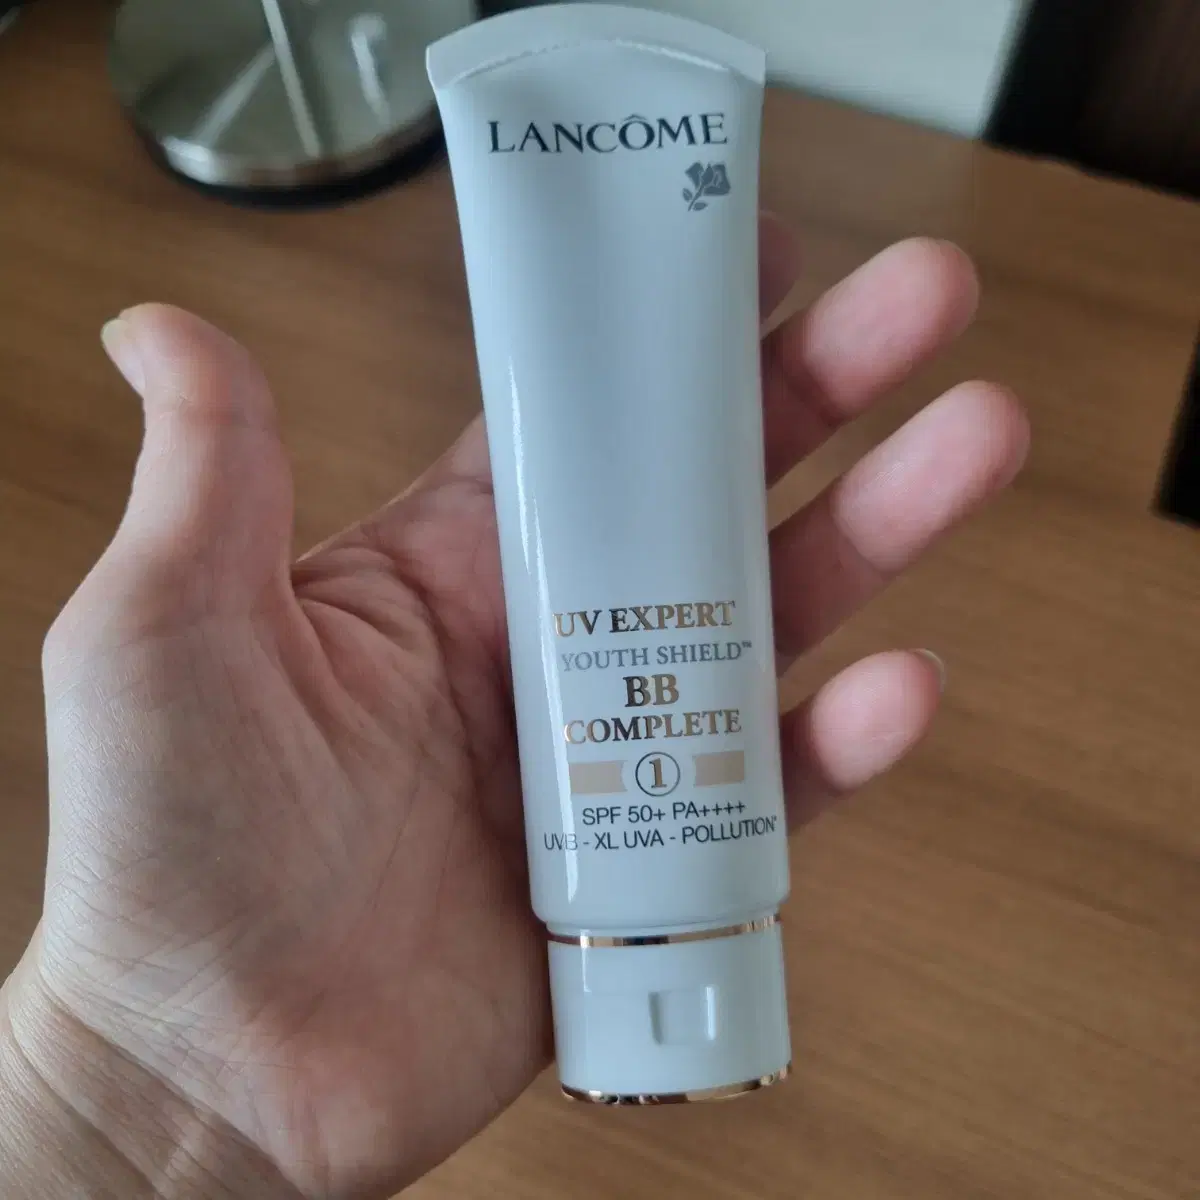 LANCÔME
UV EXPERT
YOUTH SHIELD™
BB
COMPLETE
1
SPF 50+ PA++++
UVB - XL UVA - POLLUTION*